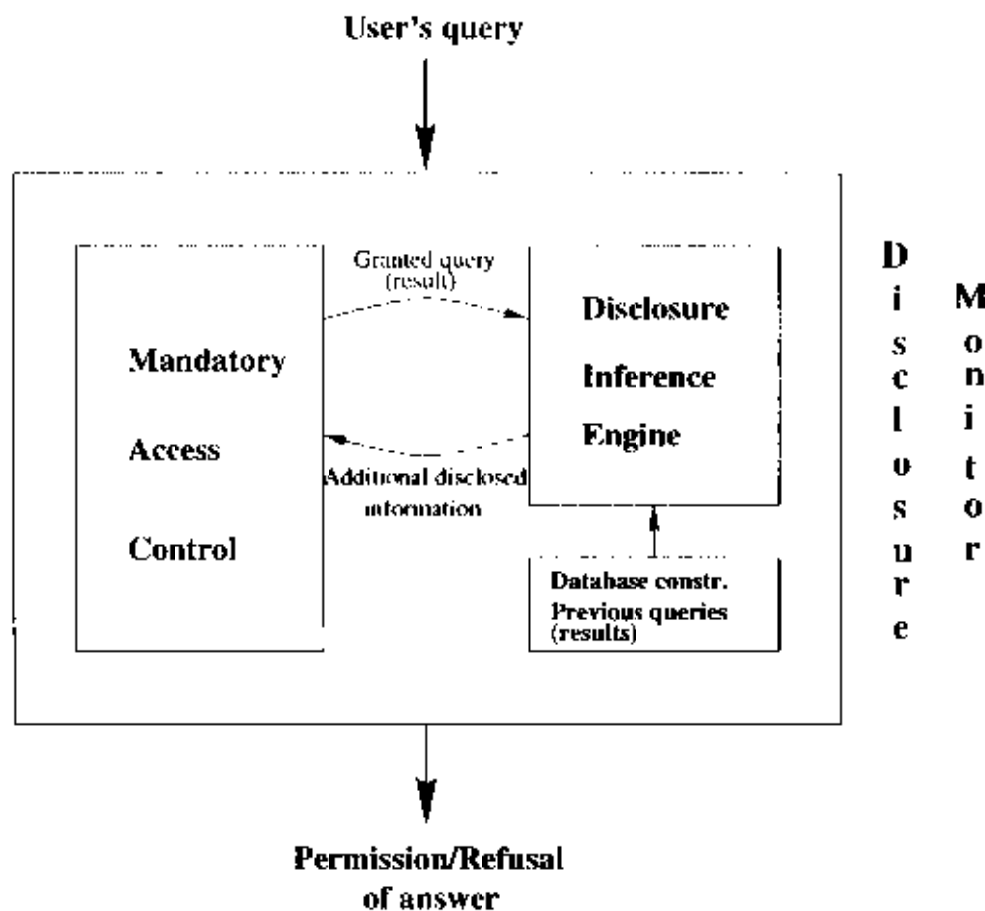 User's query
Granted query
(result)
Mandatory
Access
Control
Disclosure
Inference
Engine
Additional disclosed
information
Database constr.
Previous queries
(results)
Disclosure
Monitor
Permission/Refusal
of answer